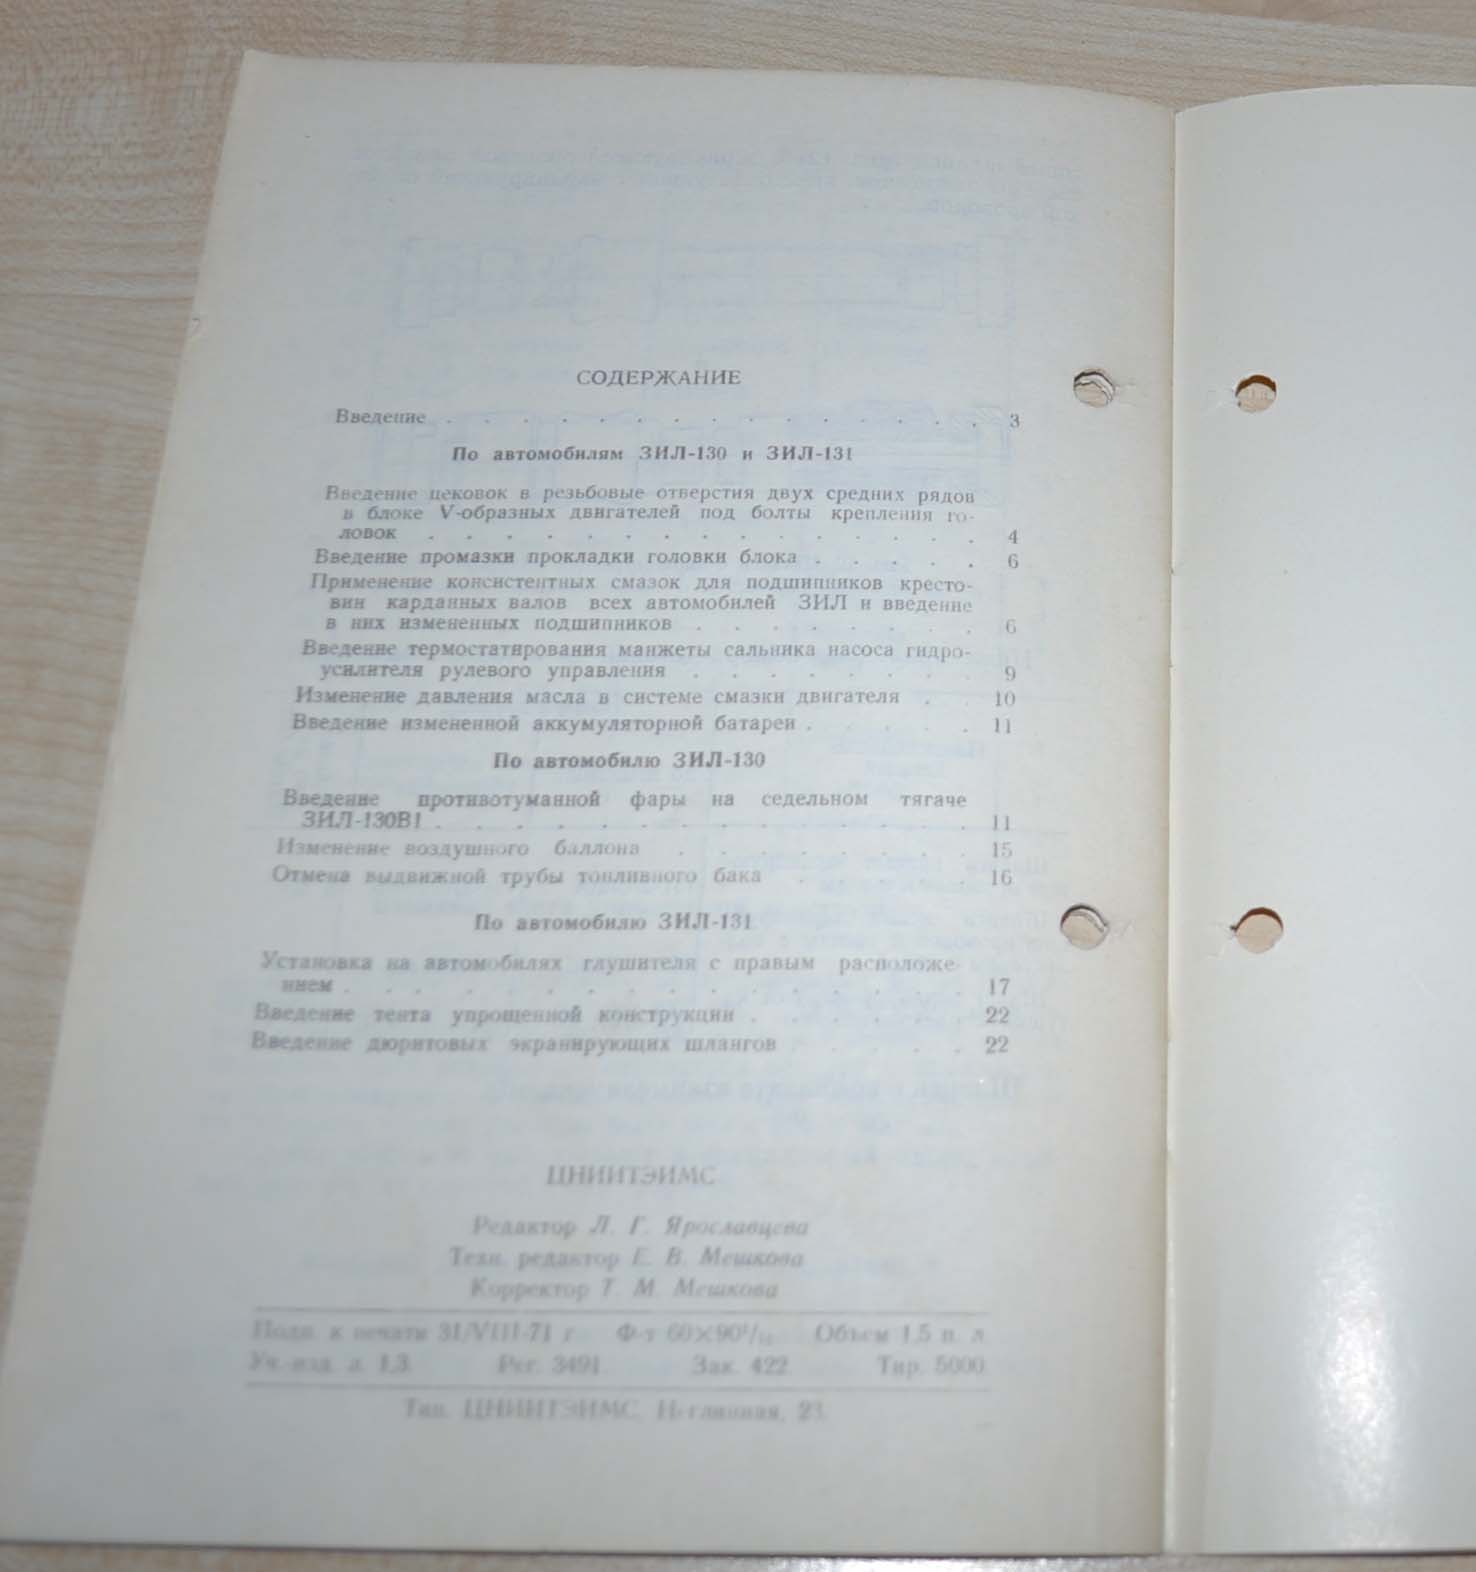 СОДЕРЖАНИЕ
Введение . . . . . . . . . . . . . . 3
По автомобилям ЗИЛ-130 и ЗИЛ-131
Введение цековок в резьбовые отверстия двух средних рядов
в блоке V-образных двигателей под болты крепления го-
ловок . . . . . . . . . . . . . . 4
Введение промазки прокладки головки блока . . . . . 6
Применение консистентных смазок для подшипников кресто-
вин карданных валов всех автомобилей ЗИЛ и введение
в них измененных подшипников . . . . . . . . 6
Введение термостатирования манжеты сальника насоса гидро-
усилителя рулевого управления . . . . . . . . 9
Изменение давления масла в системе смазки двигателя . . 10
Введение измененной аккумуляторной батареи . . . . . 11
По автомобилю ЗИЛ-130
Введение противотуманной фары на седельном тягаче
ЗИЛ-130В1 . . . . . . . . . . . . . . 11
Изменение воздушного баллона . . . . . . . . 15
Отмена выдвижной трубы топливного бака . . . . . 16
По автомобилю ЗИЛ-131
Установка на автомобилях глушителя с правым расположе-
нием . . . . . . . . . . . . . . . 17
Введение тента упрощенной конструкции . . . . . . 22
Введение дюритовых экранирующих шлангов . . . . . 22
ЦНИИТЭИМС
Редактор Л. Г. Ярославцева
Техн. редактор Е. В. Мешкова
Корректор Т. М. Мешкова
Подп. к печати 31/VIII-71 г. Ф-т 60×90¹/₁₆ Объем 1,5 п. л.
Уч.-изд. л. 1,3. Рег. 3491. Зак. 422. Тир. 5000.
Тип. ЦНИИТЭИМС, Неглинная, 23.